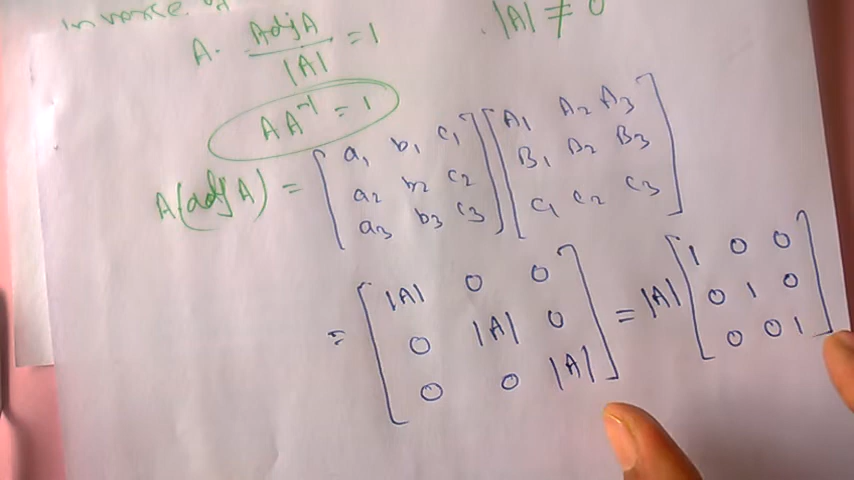 inverse of
A · AdjA / |A| = 1 . |A| ≠ 0
AA⁻¹ = 1
A(adjA) = [a₁ b₁ c₁; a₂ b₂ c₂; a₃ b₃ c₃] [A₁ A₂ A₃; B₁ B₂ B₃; C₁ C₂ C₃]
= [|A| 0 0; 0 |A| 0; 0 0 |A|] = |A| [1 0 0; 0 1 0; 0 0 1]